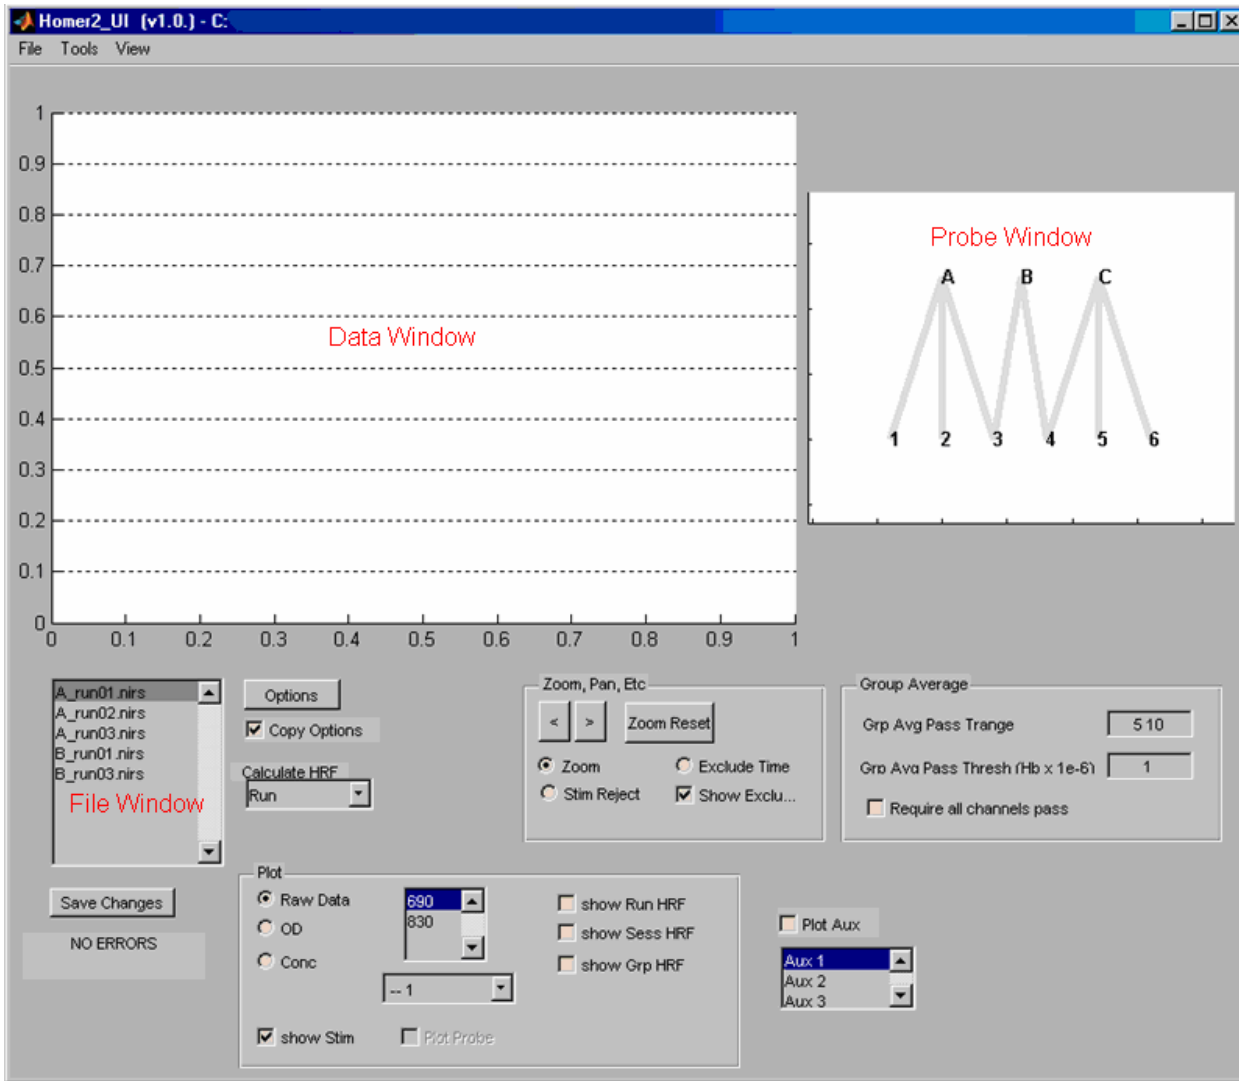 Homer2_UI (v1.0.) - C:
File Tools View
1
0.9
0.8
0.7
0.6
0.5
0.4
0.3
0.2
0.1
0
0 0.1 0.2 0.3 0.4 0.5 0.6 0.7 0.8 0.9 1
Data Window
Probe Window
A B C
1 2 3 4 5 6
A_run01.nirs
A_run02.nirs
A_run03.nirs
B_run01.nirs
B_run03.nirs
File Window
Save Changes
NO ERRORS
Options
Copy Options
Calculate HRF
Run
Zoom, Pan, Etc
< > Zoom Reset
Zoom Exclude Time
Stim Reject Show Exclu...
Group Average
Grp Avg Pass Trange 5 10
Grp Avg Pass Thresh (Hb x 1e-6) 1
Require all channels pass
Plot
Raw Data
OD
Conc
690
830
-- 1
show Run HRF
show Sess HRF
show Grp HRF
show Stim Plot Probe
Plot Aux
Aux 1
Aux 2
Aux 3